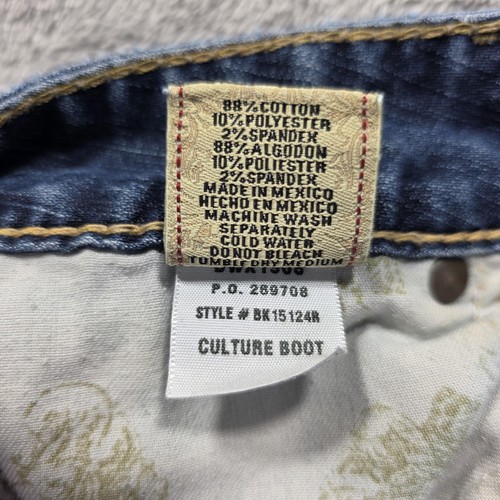 88% COTTON
10% POLYESTER
2% SPANDEX
88% ALGODON
10% POLIESTER
2% SPANDEX
MADE IN MEXICO
HECHO EN MEXICO
MACHINE WASH
SEPARATELY
COLD WATER
DO NOT BLEACH
TUMBLE DRY MEDIUM
P.O. 269708
STYLE # BK15124R
CULTURE BOOT